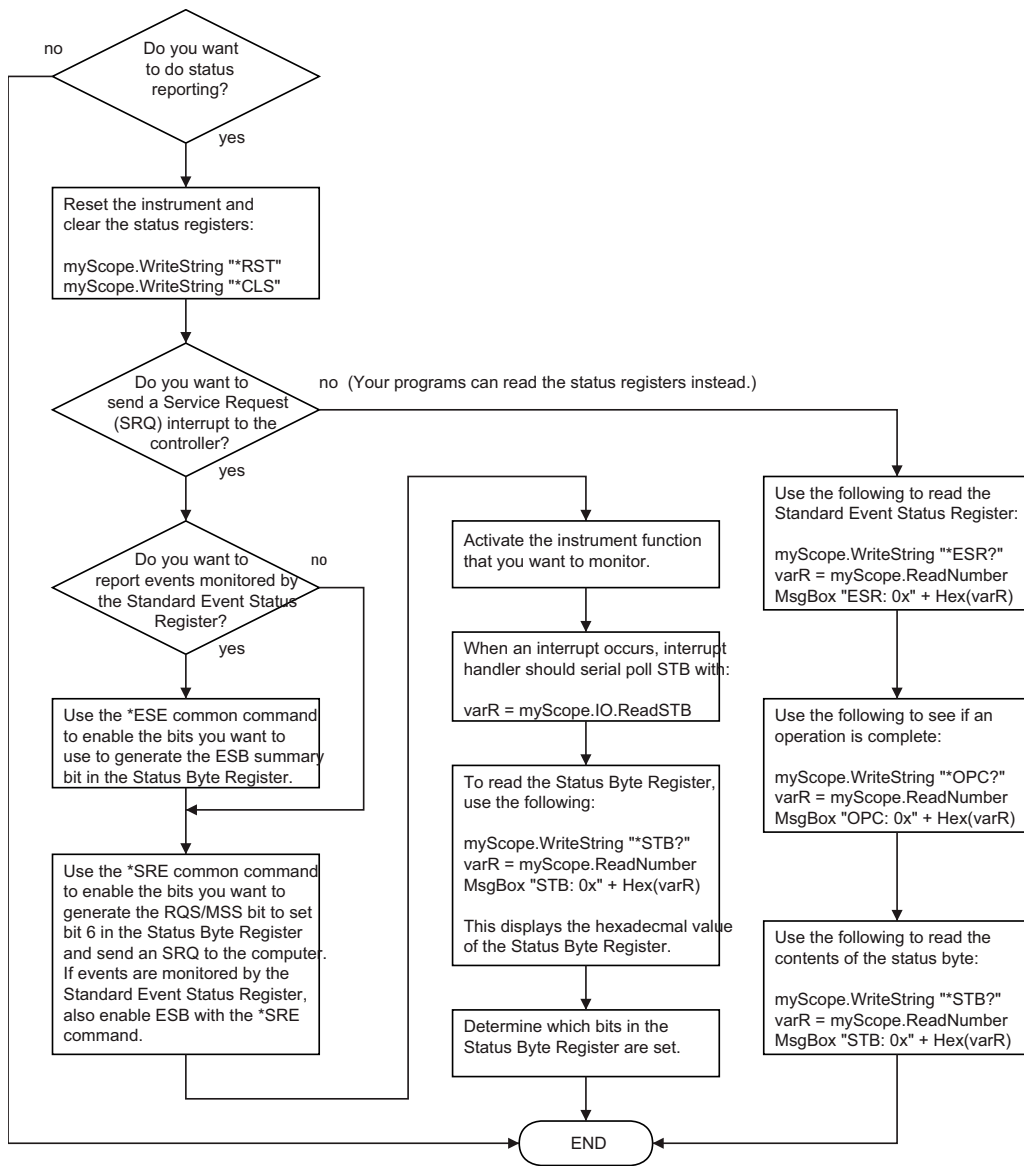 Do you want
to do status
reporting?
no
yes
Reset the instrument and
clear the status registers:
myScope.WriteString "*RST"
myScope.WriteString "*CLS"
Do you want to
send a Service Request
(SRQ) interrupt to the
controller?
no (Your programs can read the status registers instead.)
yes
Do you want to
report events monitored by
the Standard Event Status
Register?
no
yes
Use the *ESE common command
to enable the bits you want to
use to generate the ESB summary
bit in the Status Byte Register.
Use the *SRE common command
to enable the bits you want to
generate the RQS/MSS bit to set
bit 6 in the Status Byte Register
and send an SRQ to the computer.
If events are monitored by the
Standard Event Status Register,
also enable ESB with the *SRE
command.
Activate the instrument function
that you want to monitor.
When an interrupt occurs, interrupt
handler should serial poll STB with:
varR = myScope.IO.ReadSTB
To read the Status Byte Register,
use the following:
myScope.WriteString "*STB?"
varR = myScope.ReadNumber
MsgBox "STB: 0x" + Hex(varR)
This displays the hexadecmal value
of the Status Byte Register.
Determine which bits in the
Status Byte Register are set.
Use the following to read the
Standard Event Status Register:
myScope.WriteString "*ESR?"
varR = myScope.ReadNumber
MsgBox "ESR: 0x" + Hex(varR)
Use the following to see if an
operation is complete:
myScope.WriteString "*OPC?"
varR = myScope.ReadNumber
MsgBox "OPC: 0x" + Hex(varR)
Use the following to read the
contents of the status byte:
myScope.WriteString "*STB?"
varR = myScope.ReadNumber
MsgBox "STB: 0x" + Hex(varR)
END